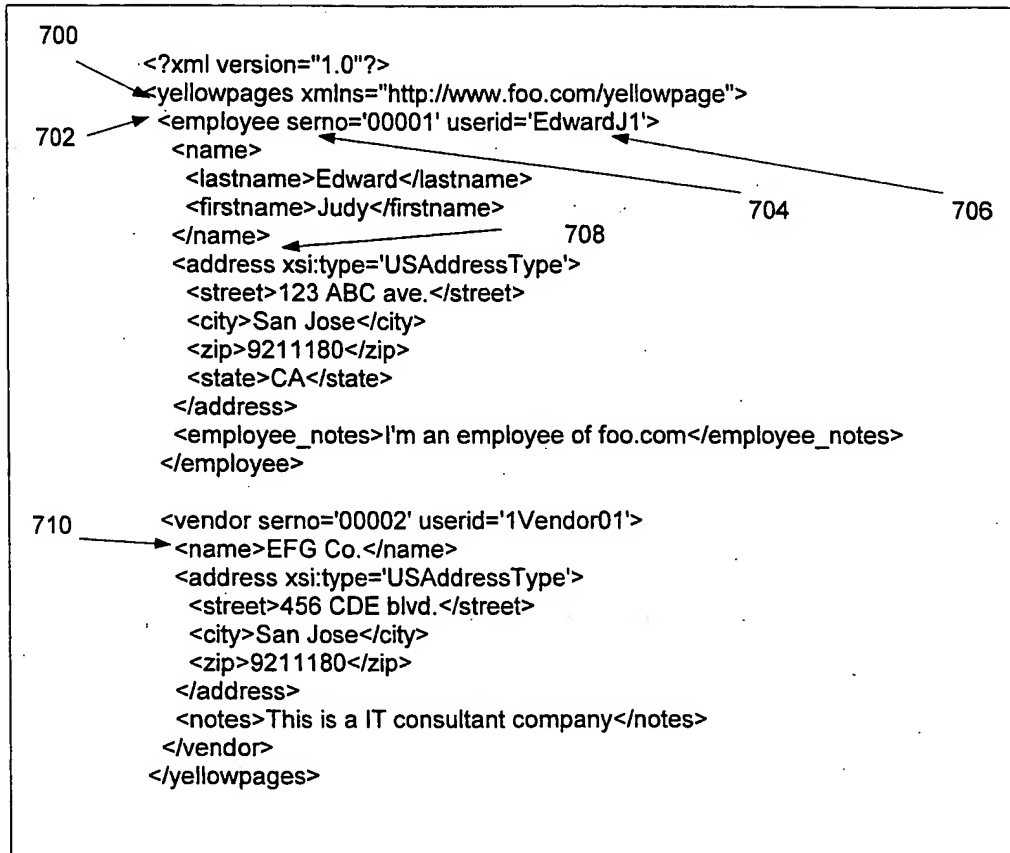 700
<?xml version="1.0"?>
<yellowpages xmlns="http://www.foo.com/yellowpage">
702
<employee serno='00001' userid='EdwardJ1'>
<name>
<lastname>Edward</lastname>
<firstname>Judy</firstname>
704
706
</name>
708
<address xsi:type='USAddressType'>
<street>123 ABC ave.</street>
<city>San Jose</city>
<zip>9211180</zip>
<state>CA</state>
</address>
<employee_notes>I'm an employee of foo.com</employee_notes>
</employee>
<vendor serno='00002' userid='1Vendor01'>
710
<name>EFG Co.</name>
<address xsi:type='USAddressType'>
<street>456 CDE blvd.</street>
<city>San Jose</city>
<zip>9211180</zip>
</address>
<notes>This is a IT consultant company</notes>
</vendor>
</yellowpages>